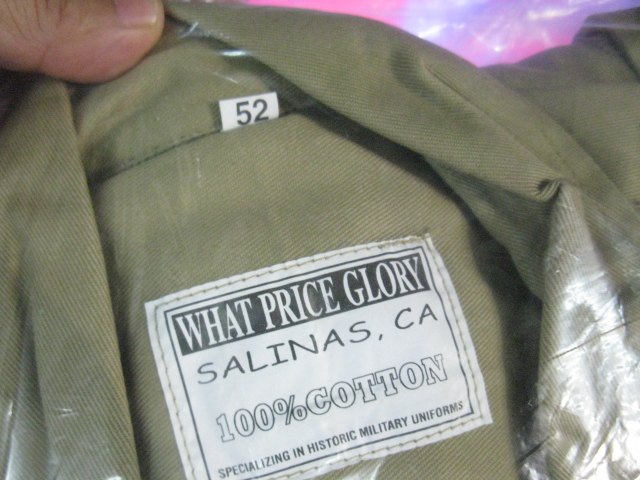 52
WHAT PRICE GLORY
SALINAS, CA
100%COTTON
SPECIALIZING IN HISTORIC MILITARY UNIFORMS